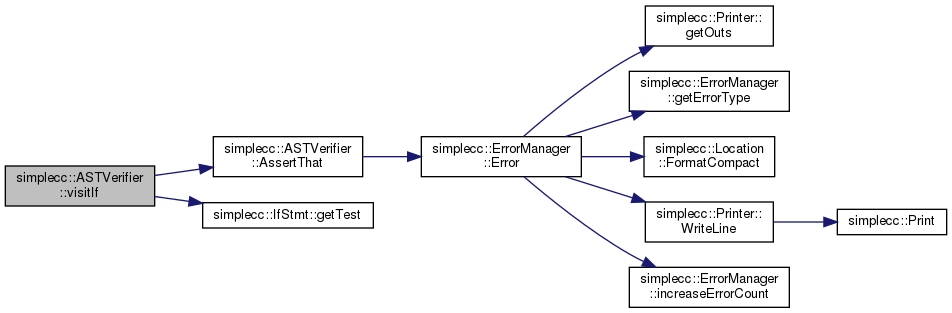 simplecc::ASTVerifier
::visitIf
simplecc::ASTVerifier
::AssertThat
simplecc::IfStmt::getTest
simplecc::ErrorManager
::Error
simplecc::Printer::
getOuts
simplecc::ErrorManager
::getErrorType
simplecc::Location
::FormatCompact
simplecc::Printer::
WriteLine
simplecc::Print
simplecc::ErrorManager
::increaseErrorCount